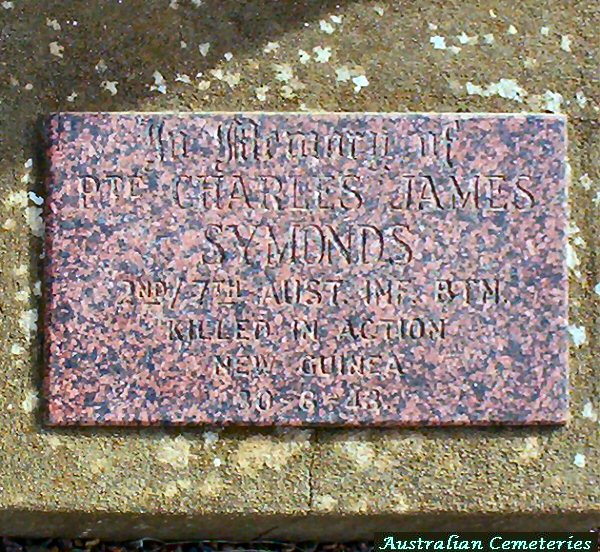 In Memory of
PTE CHARLES JAMES
SYMONDS
2ND/7TH AUST. INF. BTN.
KILLED IN ACTION
NEW GUINEA
30-6-43
Australian Cemeteries